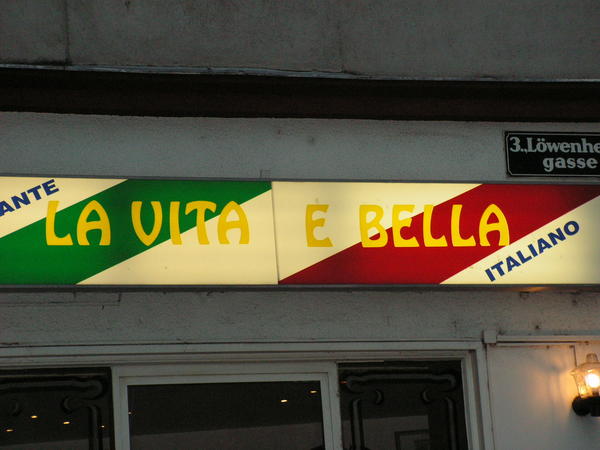 3., Löwenhe
gasse
ANTE
LA VITA È BELLA
ITALIANO